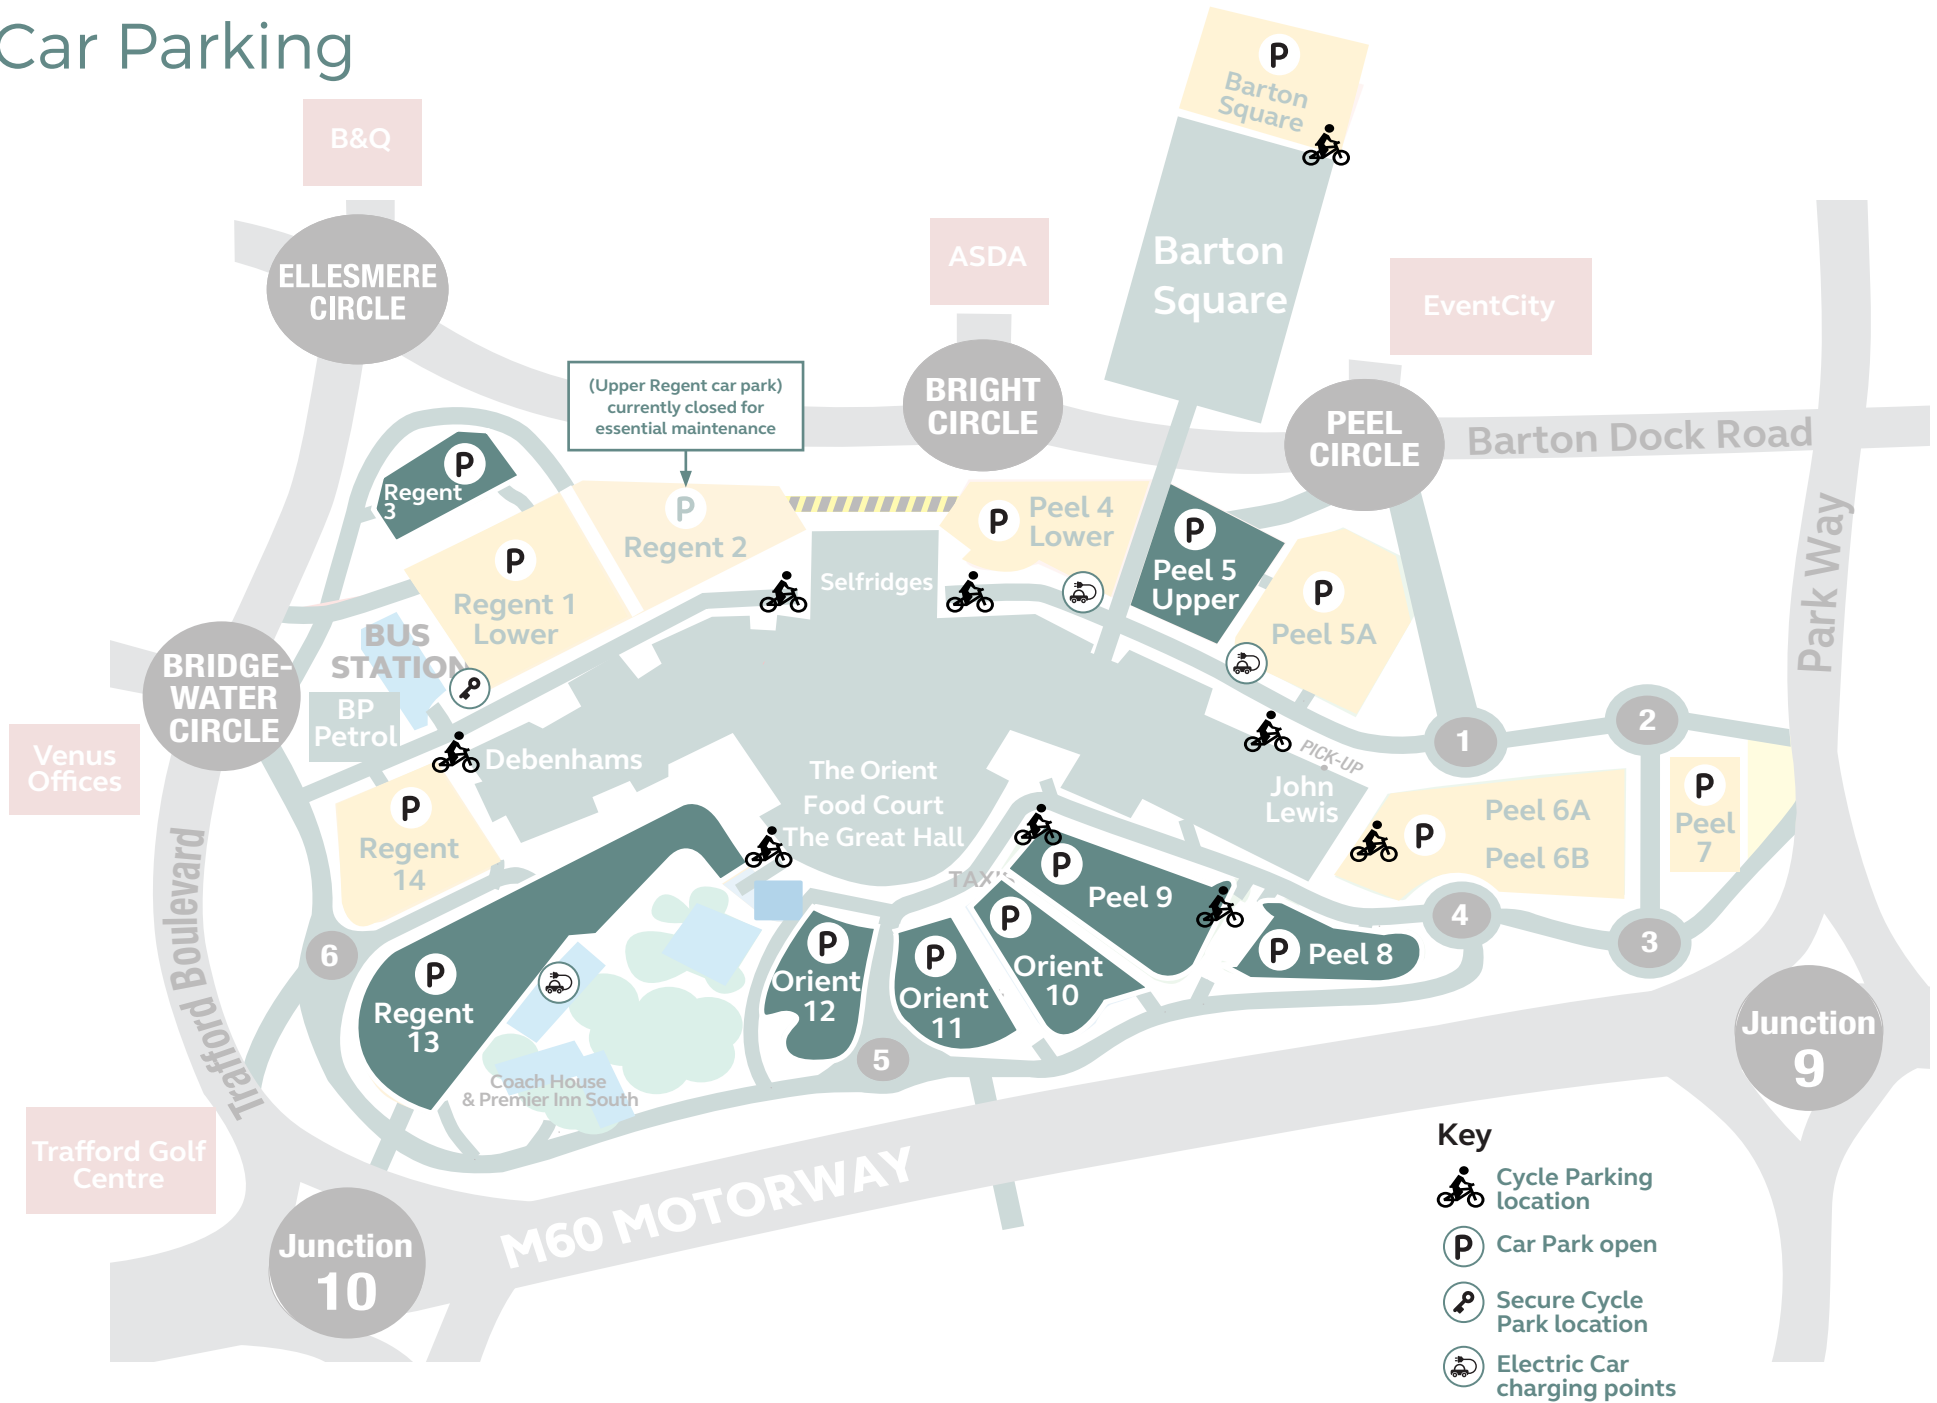 Car Parking
P
Barton
Square
B&Q
ASDA
Barton
Square
EventCity
ELLESMERE
CIRCLE
(Upper Regent car park)
currently closed for
essential maintenance
BRIGHT
CIRCLE
PEEL
CIRCLE
Barton Dock Road
Park Way
P
Regent
3
P
Regent 2
P
Peel 4
Lower
P
Peel 5
Upper
P
Peel 5A
P
Regent 1
Lower
Selfridges
BUS
STATION
BRIDGE-
WATER
CIRCLE
BP
Petrol
Venus
Offices
Debenhams
The Orient
Food Court
The Great Hall
PICK-UP
John
Lewis
1
2
P
Peel 6A
Peel 6B
P
Peel
7
P
Regent
14
TAXI'S
P
Peel 9
P
Orient
10
P
Peel 8
4
3
6
P
Regent
13
P
Orient
12
P
Orient
11
5
Trafford Boulevard
Coach House
& Premier Inn South
Junction
9
Trafford Golf
Centre
M60 MOTORWAY
Junction
10
Key
Cycle Parking
location
P
Car Park open
Secure Cycle
Park location
Electric Car
charging points